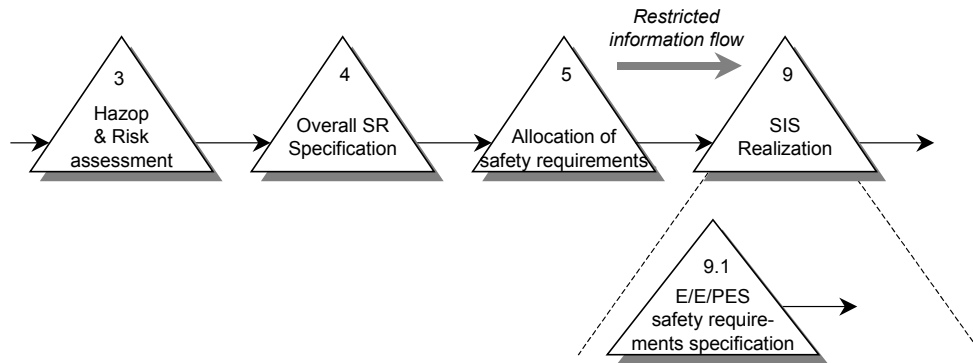 Restricted
information flow
3
Hazop
& Risk
assessment
4
Overall SR
Specification
5
Allocation of
safety requirements
9
SIS
Realization
9.1
E/E/PES
safety require-
ments specification